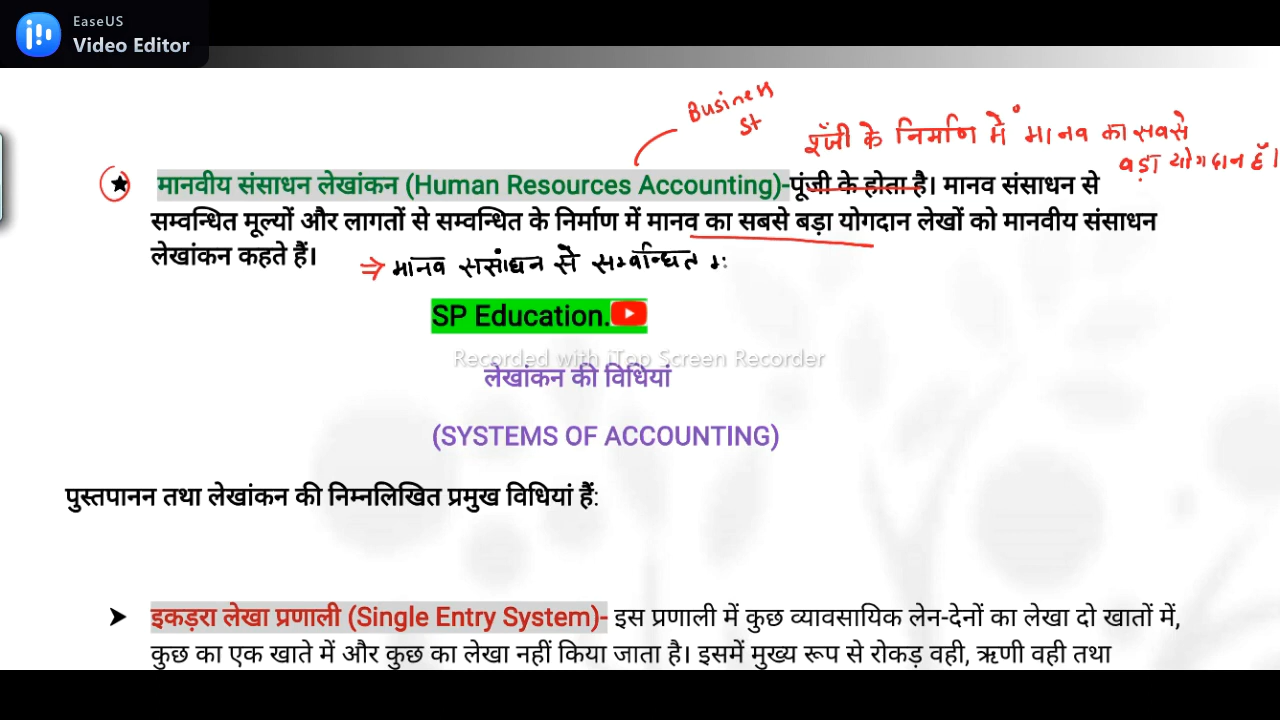 EaseUS
Video Editor
Business
St
पूँजी के निर्माण में मानव का सबसे
बड़ा योगदान है।
★ मानवीय संसाधन लेखांकन (Human Resources Accounting)-पूंजी के होता है। मानव संसाधन से
सम्वन्धित मूल्यों और लागतों से सम्वन्धित के निर्माण में मानव का सबसे बड़ा योगदान लेखों को मानवीय संसाधन
लेखांकन कहते हैं।
⇒ मानव ससांधन से सम्बन्धित
SP Education.
Recorded with iTop Screen Recorder
लेखांकन की विधियां
(SYSTEMS OF ACCOUNTING)
पुस्तपानन तथा लेखांकन की निम्नलिखित प्रमुख विधियां हैं:
➤ इकड़रा लेखा प्रणाली (Single Entry System)- इस प्रणाली में कुछ व्यावसायिक लेन-देनों का लेखा दो खातों में,
कुछ का एक खाते में और कुछ का लेखा नहीं किया जाता है। इसमें मुख्य रूप से रोकड़ वही, ऋणी वही तथा